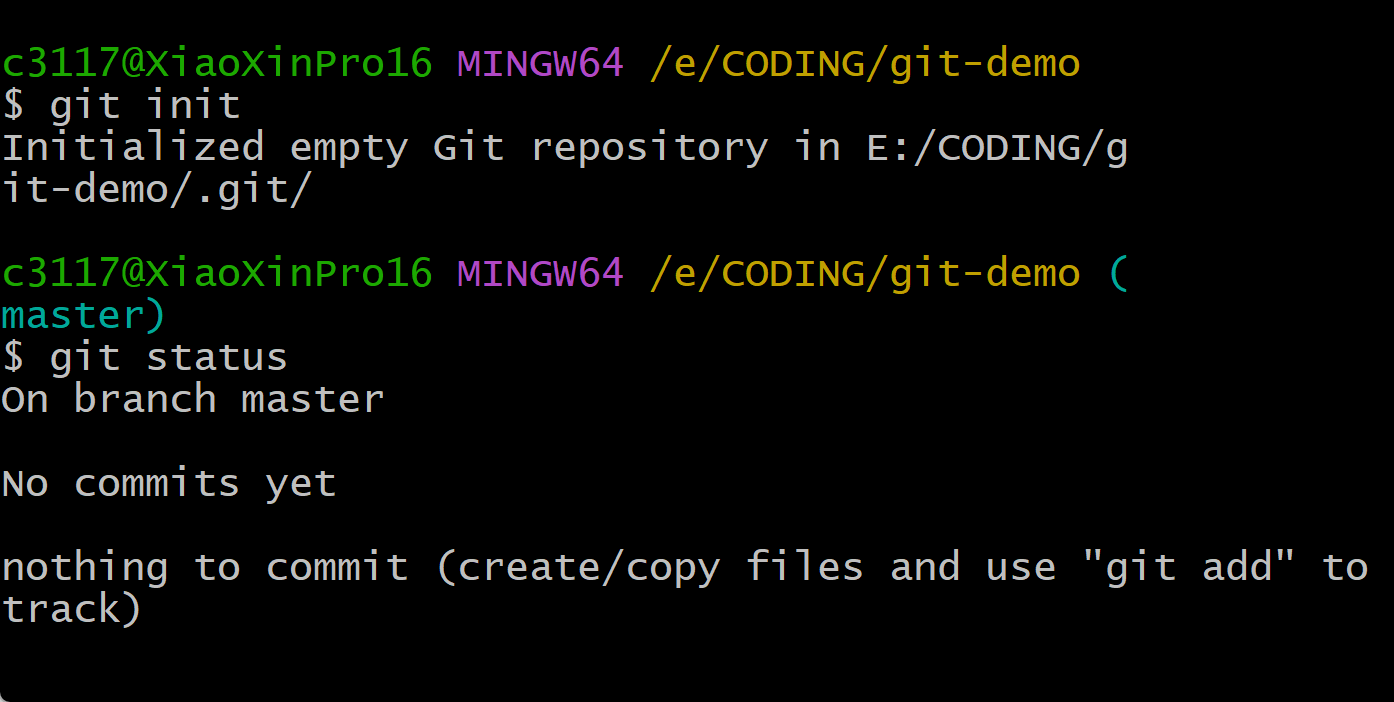 c3117@XiaoXinPro16 MINGW64 /e/CODING/git-demo
$ git init
Initialized empty Git repository in E:/CODING/g
it-demo/.git/
c3117@XiaoXinPro16 MINGW64 /e/CODING/git-demo (
master)
$ git status
On branch master
No commits yet
nothing to commit (create/copy files and use "git add" to
track)